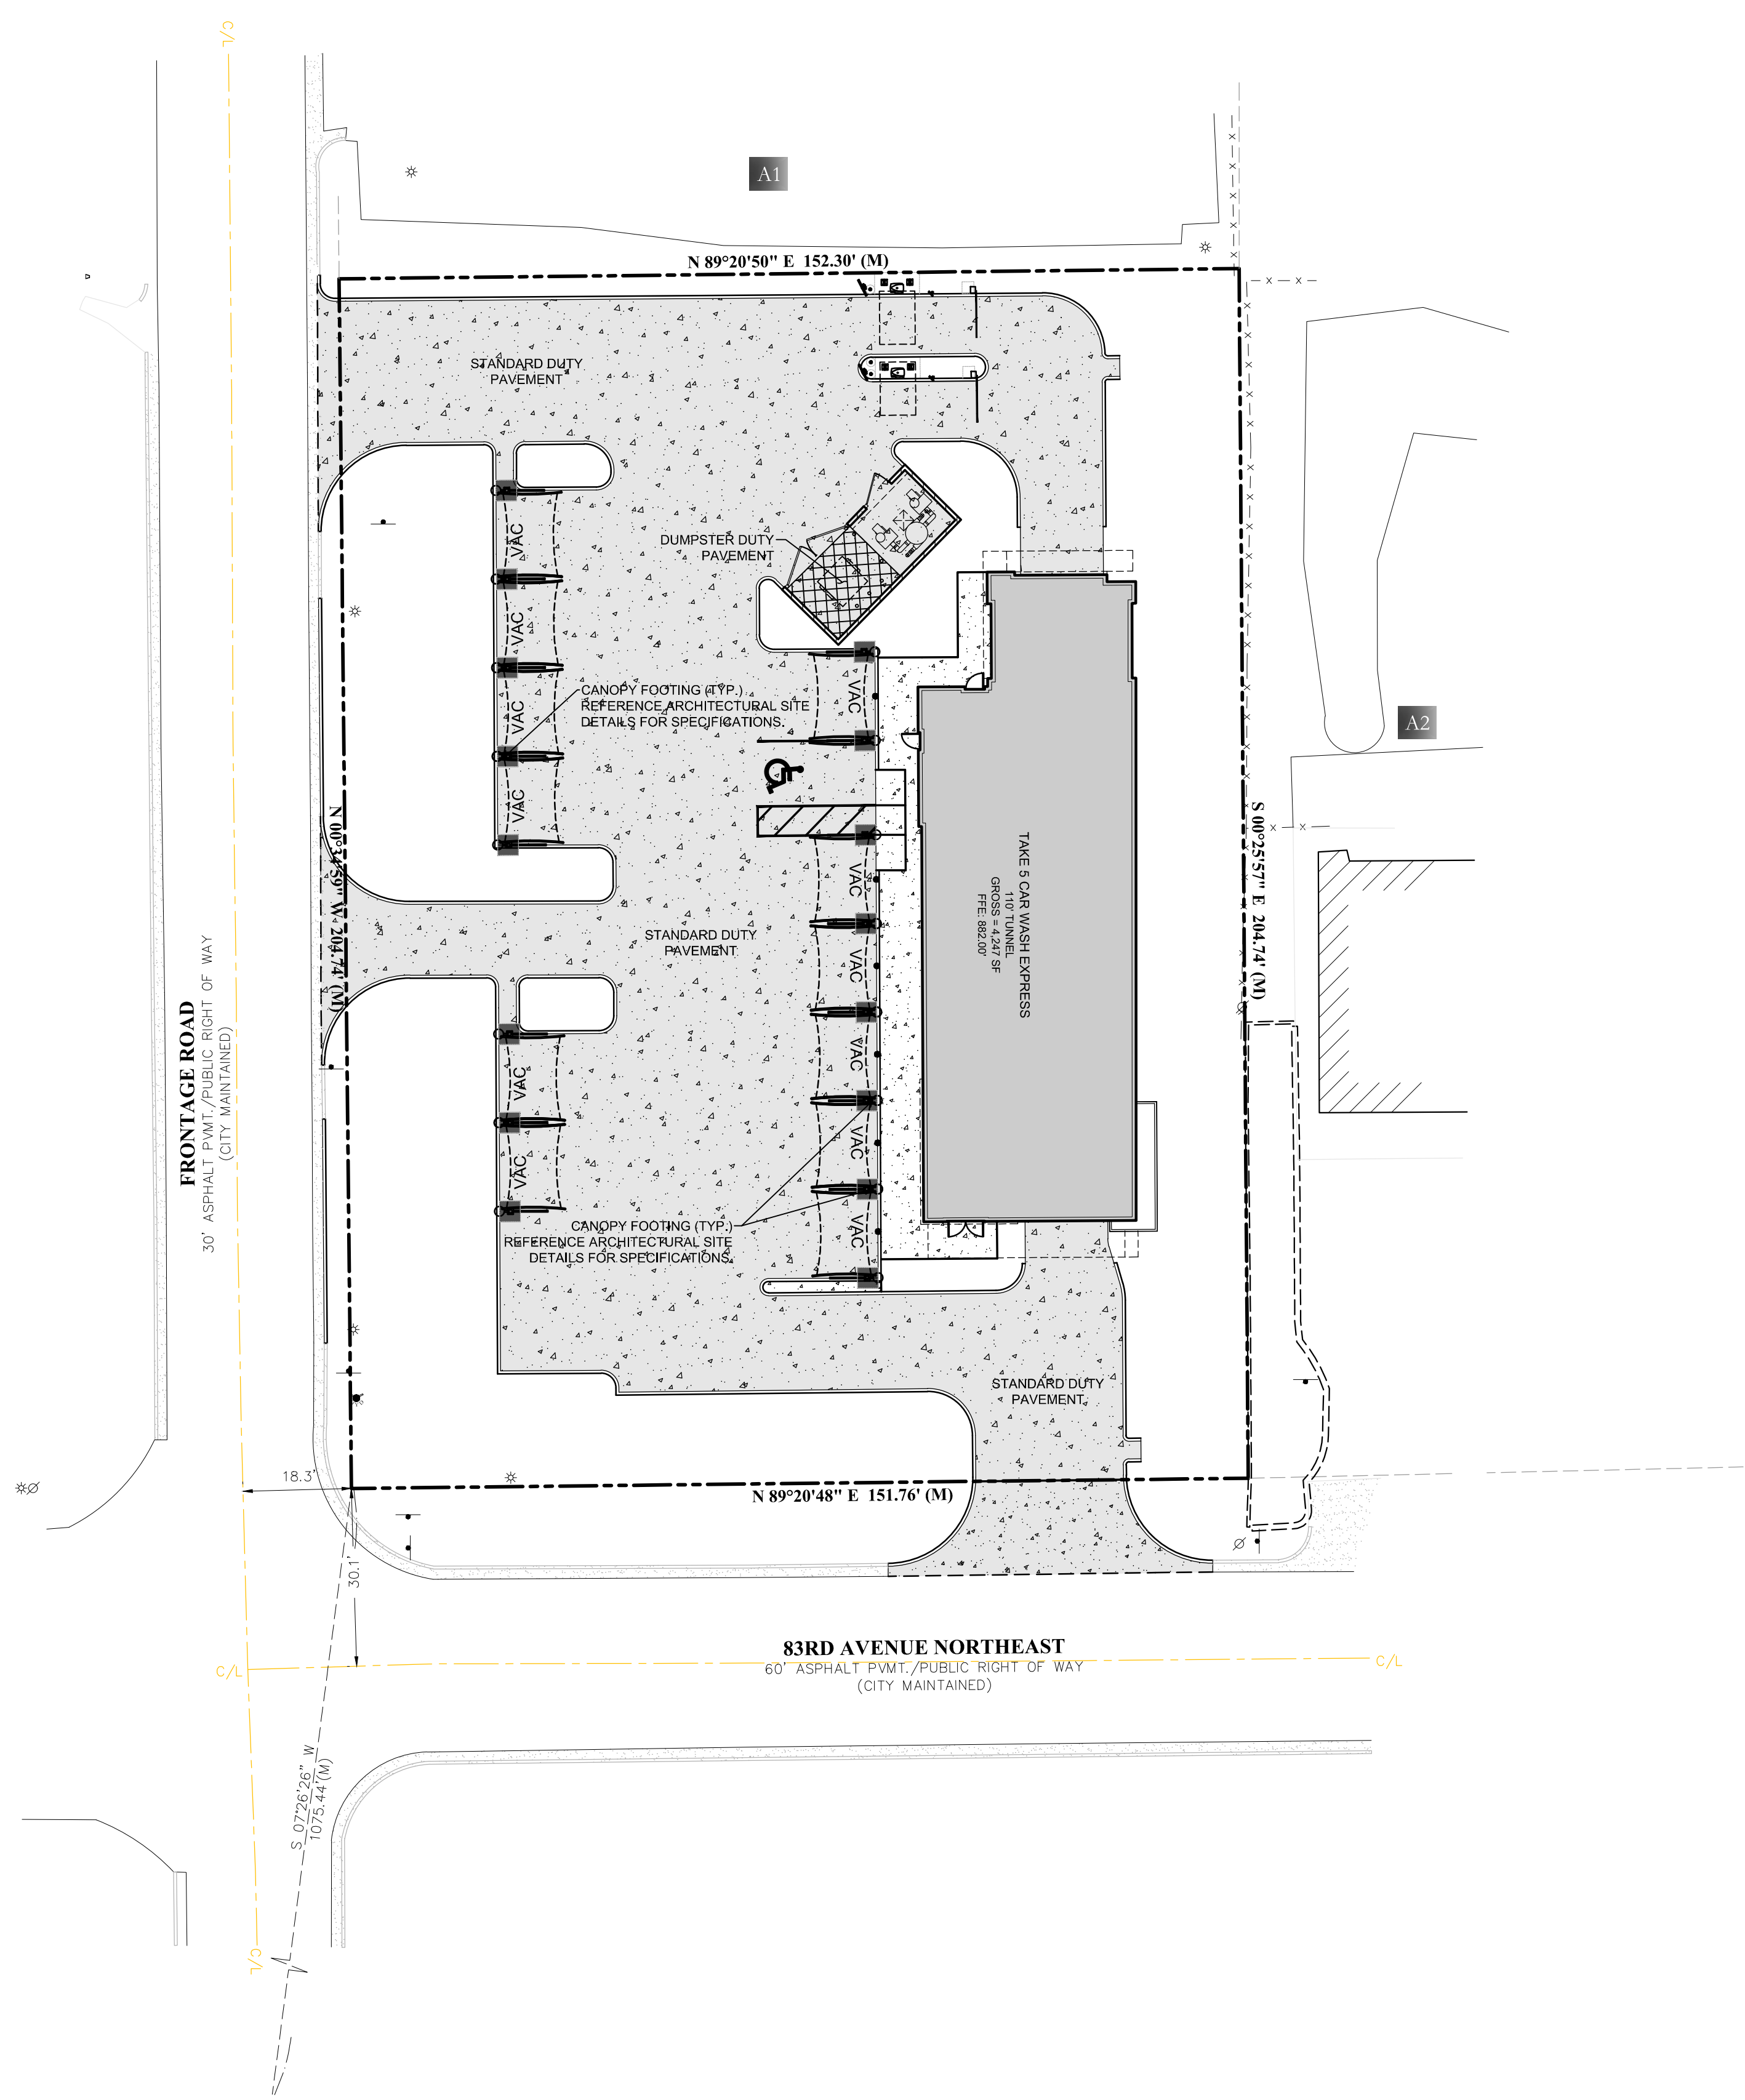 C/L
A1
N 89°20'50" E 152.30' (M)
STANDARD DUTY
PAVEMENT
DUMPSTER DUTY
PAVEMENT
VAC
VAC
VAC
VAC
CANOPY FOOTING (TYP.)
REFERENCE ARCHITECTURAL SITE
DETAILS FOR SPECIFICATIONS.
VAC
A2
N 00°34'59" W 204.74' (M)
TAKE 5 CAR WASH EXPRESS
110' TUNNEL
GROSS = 4,247 SF
FFE: 882.00'
S 00°25'57" E 204.74' (M)
VAC
VAC
VAC
VAC
VAC
STANDARD DUTY
PAVEMENT
FRONTAGE ROAD
30' ASPHALT PVMT./PUBLIC RIGHT OF WAY
(CITY MAINTAINED)
VAC
VAC
CANOPY FOOTING (TYP.)
REFERENCE ARCHITECTURAL SITE
DETAILS FOR SPECIFICATIONS.
STANDARD DUTY
PAVEMENT
18.3'
N 89°20'48" E 151.76' (M)
30.1'
83RD AVENUE NORTHEAST
C/L
C/L
60' ASPHALT PVMT./PUBLIC RIGHT OF WAY
(CITY MAINTAINED)
S 07°26'26" W
1075.44'(M)
C/L